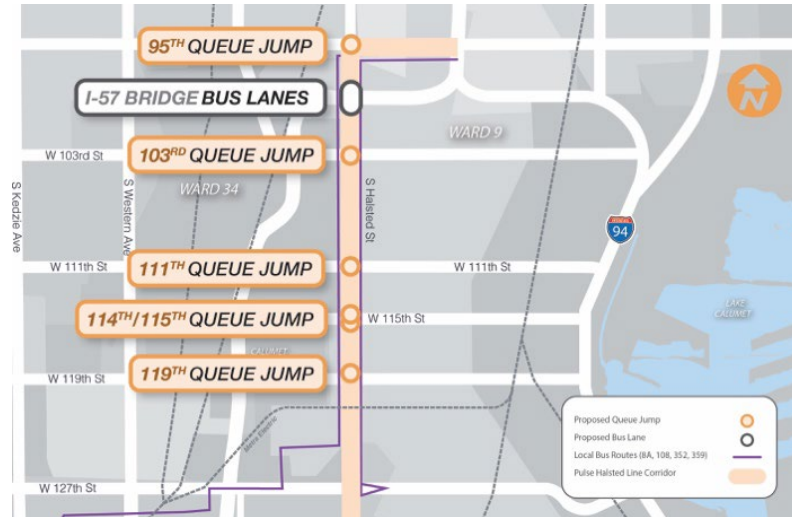 95TH QUEUE JUMP
I-57 BRIDGE BUS LANES
N
WARD 9
103RD QUEUE JUMP
W 103rd St
WARD 34
S Kedzie Ave
S Western Ave
S Halsted St
94
111TH QUEUE JUMP
W 111th St
W 111th St
114TH/115TH QUEUE JUMP
W 115th St
LAKE
CALUMET
CALUMET
119TH QUEUE JUMP
W 119th St
Metra Electric
W 127th St
Proposed Queue Jump
Proposed Bus Lane
Local Bus Routes (8A, 108, 352, 359)
Pulse Halsted Line Corridor